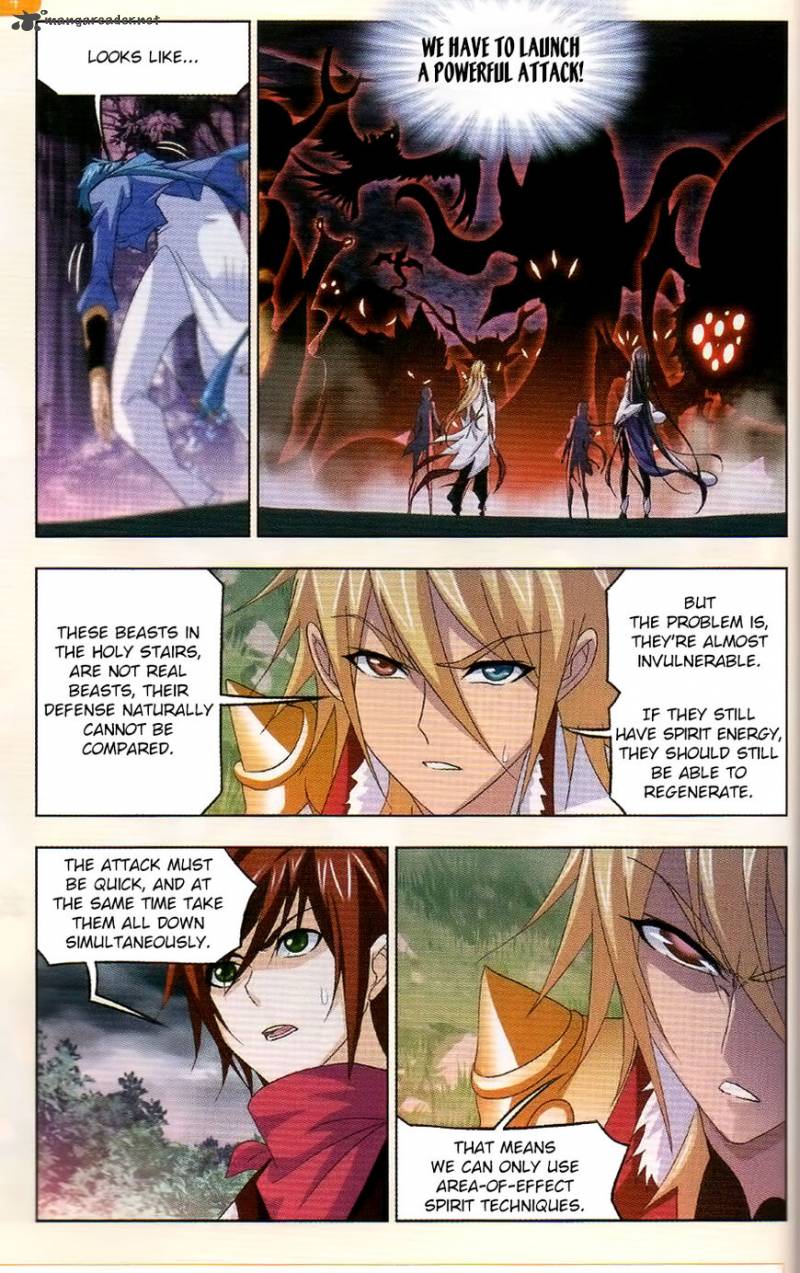 mangareader.net
LOOKS LIKE...
WE HAVE TO LAUNCH
A POWERFUL ATTACK!
THESE BEASTS IN
THE HOLY STAIRS,
ARE NOT REAL
BEASTS, THEIR
DEFENSE NATURALLY
CANNOT BE
COMPARED.
BUT
THE PROBLEM IS,
THEY'RE ALMOST
INVULNERABLE.
IF THEY STILL
HAVE SPIRIT ENERGY,
THEY SHOULD STILL
BE ABLE TO
REGENERATE.
THE ATTACK MUST
BE QUICK, AND AT
THE SAME TIME TAKE
THEM ALL DOWN
SIMULTANEOUSLY.
THAT MEANS
WE CAN ONLY USE
AREA-OF-EFFECT
SPIRIT TECHNIQUES.